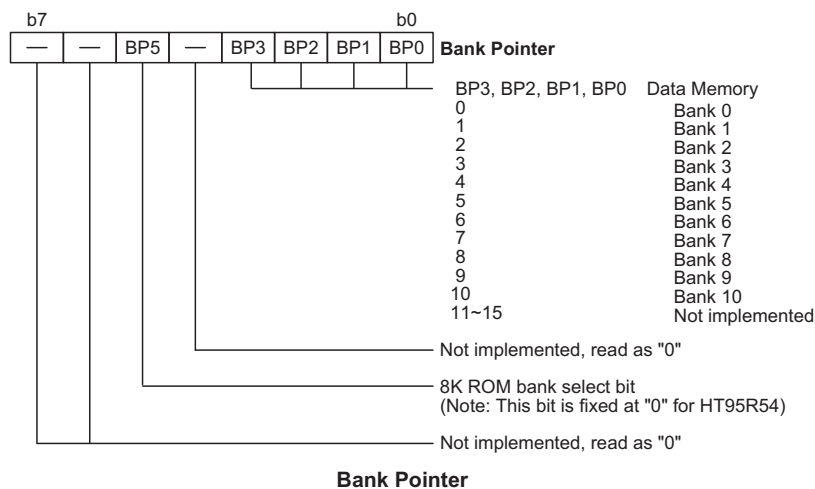 b7 b0
— — BP5 — BP3 BP2 BP1 BP0 Bank Pointer
BP3, BP2, BP1, BP0 Data Memory
0 Bank 0
1 Bank 1
2 Bank 2
3 Bank 3
4 Bank 4
5 Bank 5
6 Bank 6
7 Bank 7
8 Bank 8
9 Bank 9
10 Bank 10
11~15 Not implemented
Not implemented, read as "0"
8K ROM bank select bit
(Note: This bit is fixed at "0" for HT95R54)
Not implemented, read as "0"
Bank Pointer